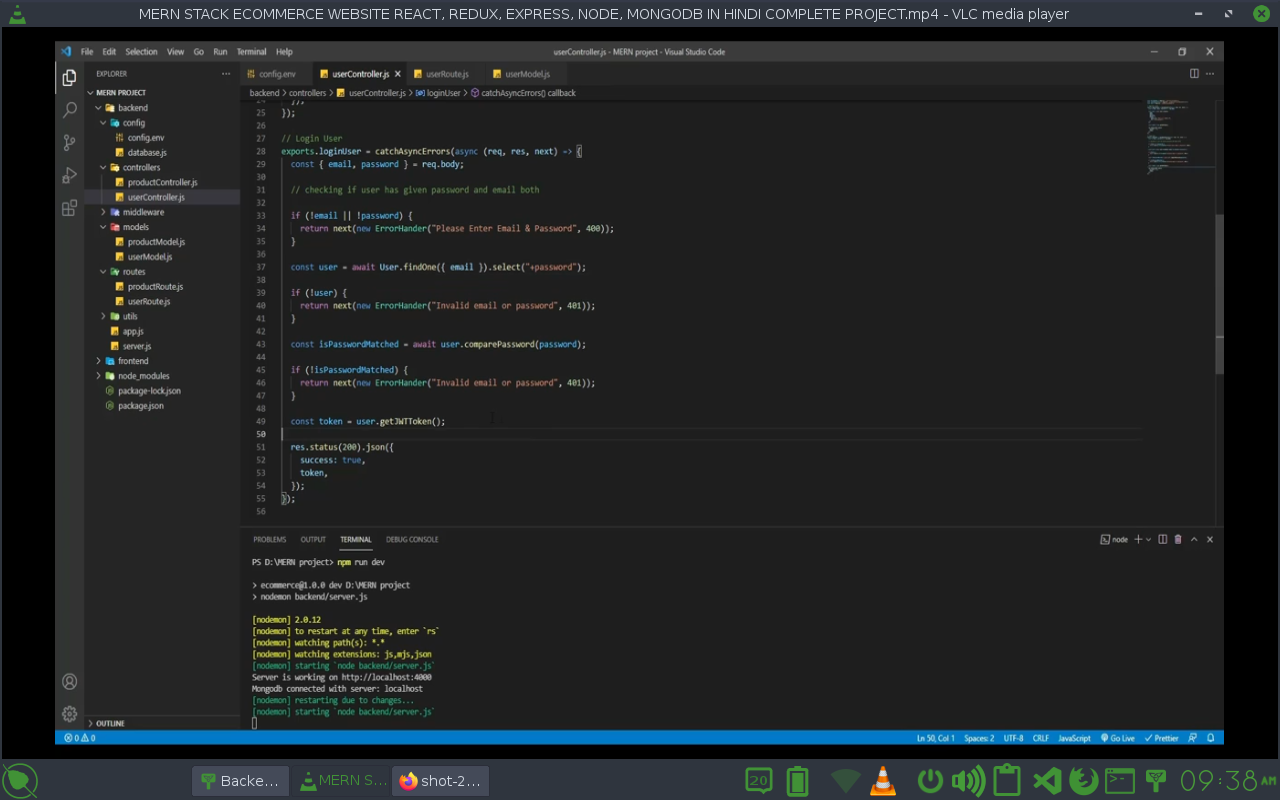 MERN STACK ECOMMERCE WEBSITE REACT, REDUX, EXPRESS, NODE, MONGODB IN HINDI COMPLETE PROJECT.mp4 - VLC media player
File Edit Selection View Go Run Terminal Help
userController.js - MERN project - Visual Studio Code
EXPLORER
config.env
userController.js
userRoute.js
userModel.js
backend > controllers > userController.js > loginUser > catchAsyncErrors() callback
MERN PROJECT
backend
config
config.env
database.js
controllers
productController.js
userController.js
middleware
models
productModel.js
userModel.js
routes
productRoute.js
userRoute.js
utils
app.js
server.js
frontend
node_modules
package-lock.json
package.json
OUTLINE
24 });
25 });
26
27 // Login User
28 exports.loginUser = catchAsyncErrors(async (req, res, next) => {
29 const { email, password } = req.body;
30
31 // checking if user has given password and email both
32
33 if (!email || !password) {
34 return next(new ErrorHander("Please Enter Email & Password", 400));
35 }
36
37 const user = await User.findOne({ email }).select("+password");
38
39 if (!user) {
40 return next(new ErrorHander("Invalid email or password", 401));
41 }
42
43 const isPasswordMatched = await user.comparePassword(password);
44
45 if (!isPasswordMatched) {
46 return next(new ErrorHander("Invalid email or password", 401));
47 }
48
49 const token = user.getJWTToken();
50
51 res.status(200).json({
52 success: true,
53 token,
54 });
55 });
56
PROBLEMS OUTPUT TERMINAL DEBUG CONSOLE
node
PS D:\MERN project> npm run dev
> ecommerce@1.0.0 dev D:\MERN project
> nodemon backend/server.js
[nodemon] 2.0.12
[nodemon] to restart at any time, enter `rs`
[nodemon] watching path(s): *.*
[nodemon] watching extensions: js,mjs,json
[nodemon] starting `node backend/server.js`
Server is working on http://localhost:4000
Mongodb connected with server: localhost
[nodemon] restarting due to changes...
[nodemon] starting `node backend/server.js`
0 0
Ln 50, Col 1 Spaces: 2 UTF-8 CRLF JavaScript Go Live Prettier
Backe... MERN S... shot-2... 20 09:38 AM